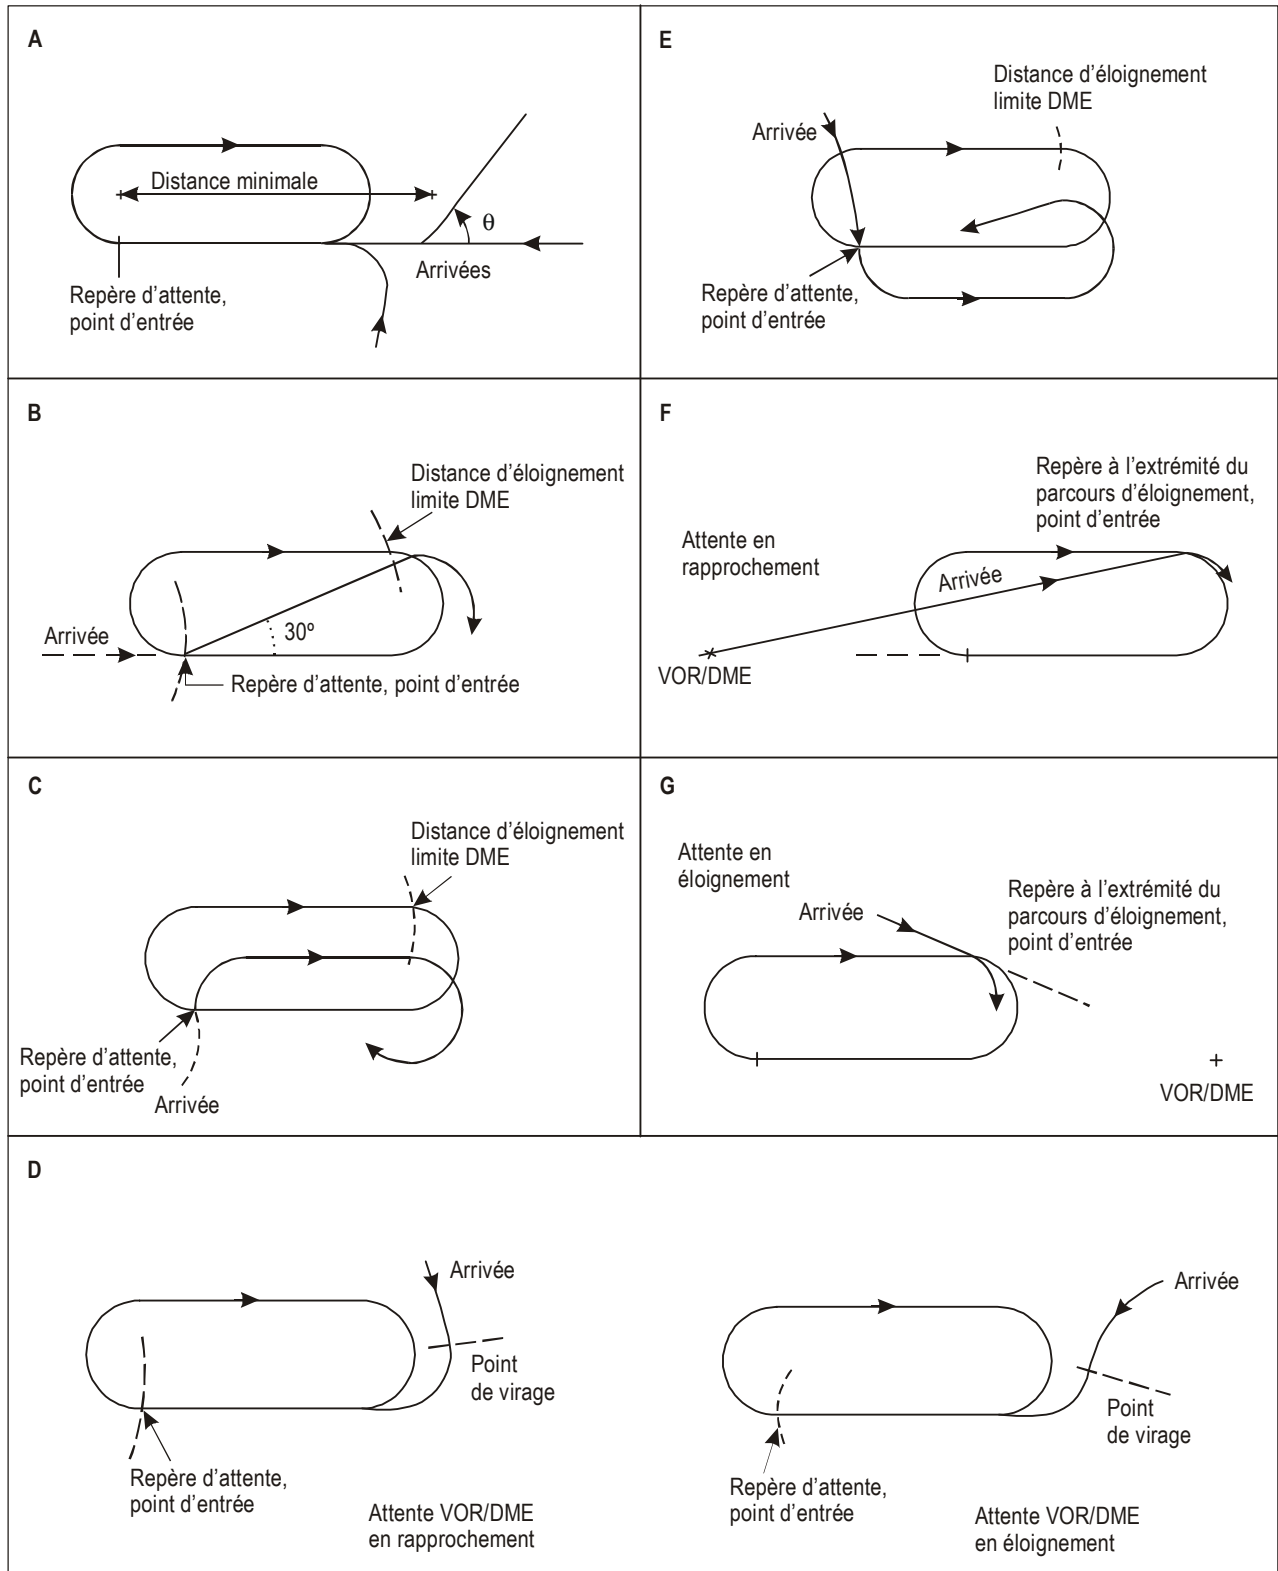 A
Distance minimale
θ
Arrivées
Repère d'attente,
point d'entrée
B
Distance d'éloignement
limite DME
Arrivée
30º
Repère d'attente, point d'entrée
C
Distance d'éloignement
limite DME
Repère d'attente,
point d'entrée
Arrivée
E
Distance d'éloignement
limite DME
Arrivée
Repère d'attente,
point d'entrée
F
Repère à l'extrémité du
parcours d'éloignement,
point d'entrée
Attente en
rapprochement
Arrivée
VOR/DME
G
Attente en
éloignement
Arrivée
Repère à l'extrémité du
parcours d'éloignement,
point d'entrée
VOR/DME
D
Arrivée
Point
de virage
Repère d'attente,
point d'entrée
Attente VOR/DME
en rapprochement
Arrivée
Point
de virage
Repère d'attente,
point d'entrée
Attente VOR/DME
en éloignement